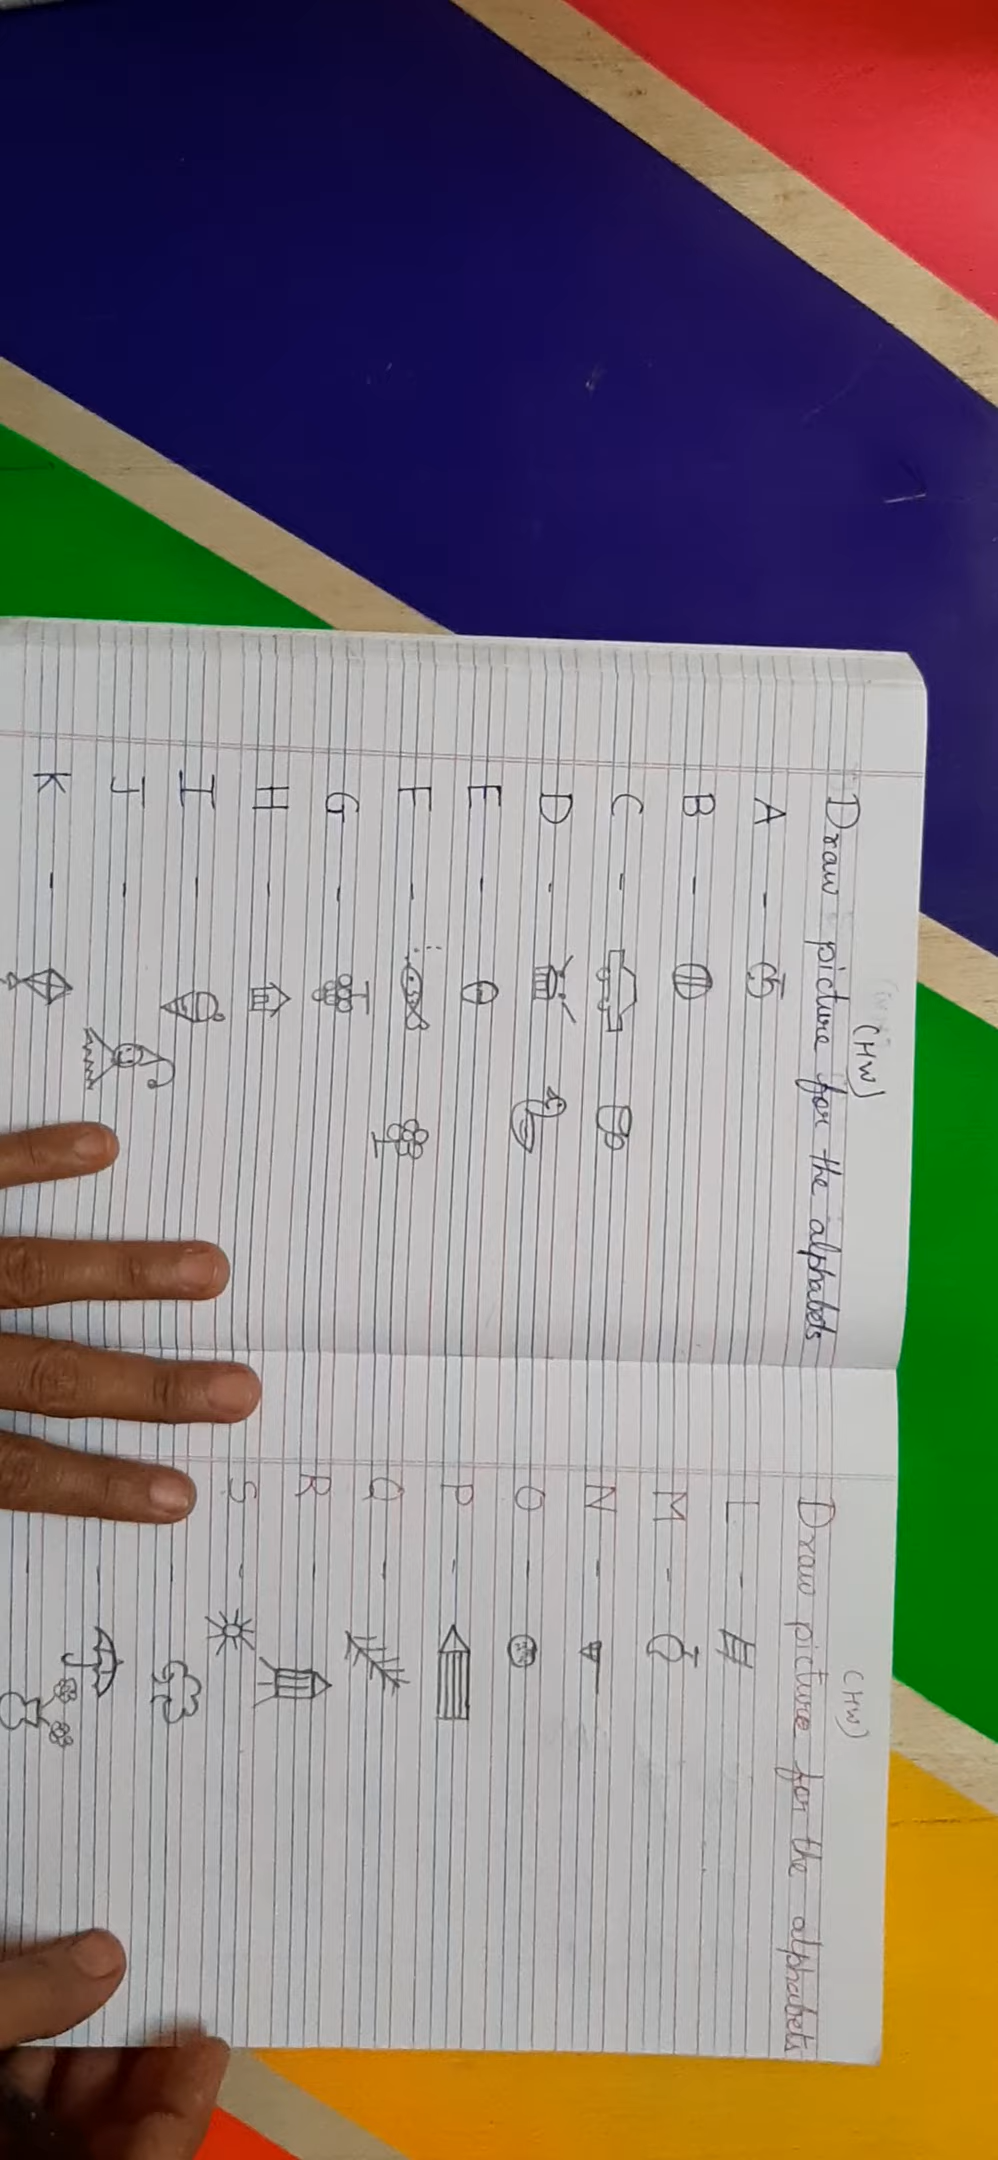 (HW)
Draw picture for the alphabets
A -
B -
C -
D -
E -
F -
G -
H -
I -
J -
K -
(HW)
Draw picture for the alphabets
L -
M -
N -
O -
P -
Q -
R -
S -